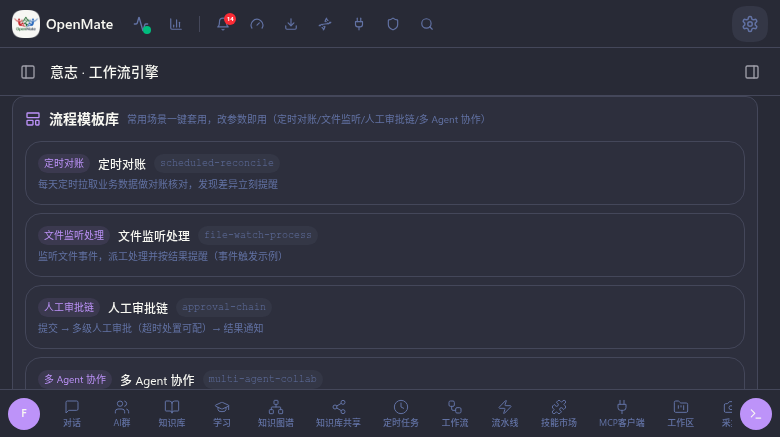 OpenMate
14
意志 · 工作流引擎
流程模板库 常用场景一键套用，改参数即用（定时对账/文件监听/人工审批链/多 Agent 协作）
定时对账 定时对账 scheduled-reconcile
每天定时拉取业务数据做对账核对，发现差异立刻提醒
文件监听处理 文件监听处理 file-watch-process
监听文件事件，派工处理并按结果提醒（事件触发示例）
人工审批链 人工审批链 approval-chain
提交 → 多级人工审批（超时处置可配）→ 结果通知
多 Agent 协作 多 Agent 协作 multi-agent-collab
F 对话 AI群 知识库 学习 知识图谱 知识库共享 定时任务 工作流 流水线 技能市场 MCP客户端 工作区